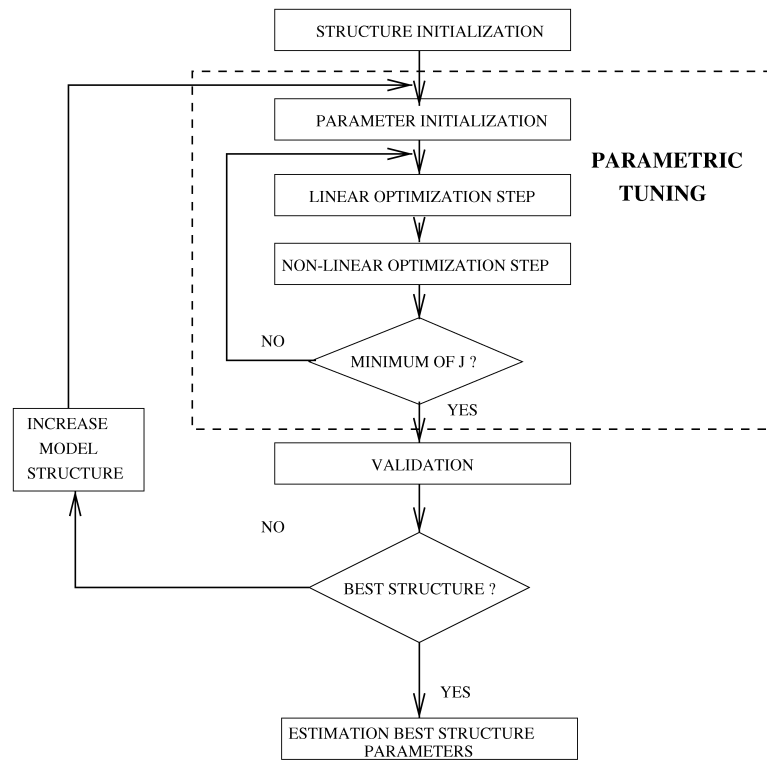 STRUCTURE INITIALIZATION
PARAMETER INITIALIZATION
PARAMETRIC
TUNING
LINEAR OPTIMIZATION STEP
NON-LINEAR OPTIMIZATION STEP
NO
MINIMUM OF J ?
YES
INCREASE
MODEL
STRUCTURE
VALIDATION
NO
BEST STRUCTURE ?
YES
ESTIMATION BEST STRUCTURE
PARAMETERS